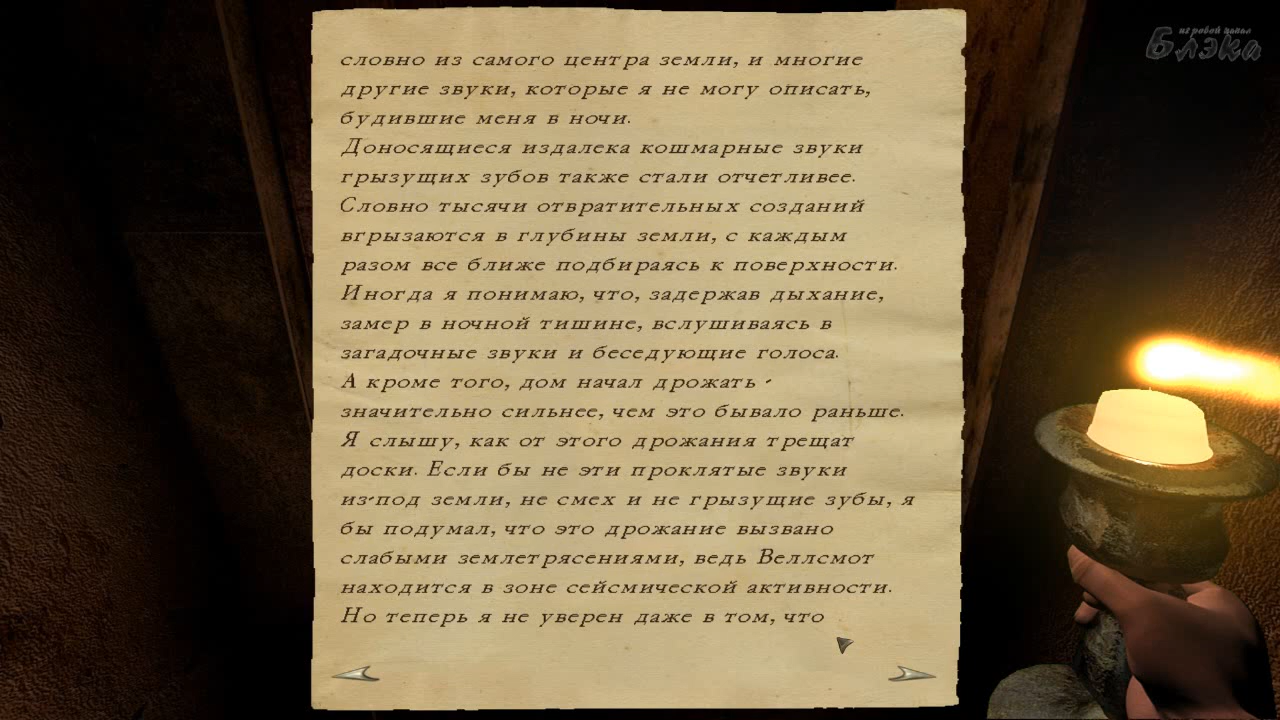 игровой канал
Блэка
словно из самого центра земли, и многие
другие звуки, которые я не могу описать,
будившие меня в ночи.
Доносящиеся издалека кошмарные звуки
грызущих зубов также стали отчетливее.
Словно тысячи отвратительных созданий
вгрызаются в глубины земли, с каждым
разом все ближе подбираясь к поверхности.
Иногда я понимаю, что, задержав дыхание,
замер в ночной тишине, вслушиваясь в
загадочные звуки и беседующие голоса.
А кроме того, дом начал дрожать -
значительно сильнее, чем это бывало раньше.
Я слышу, как от этого дрожания трещат
доски. Если бы не эти проклятые звуки
из-под земли, не смех и не грызущие зубы, я
бы подумал, что это дрожание вызвано
слабыми землетрясениями, ведь Веллсмот
находится в зоне сейсмической активности.
Но теперь я не уверен даже в том, что